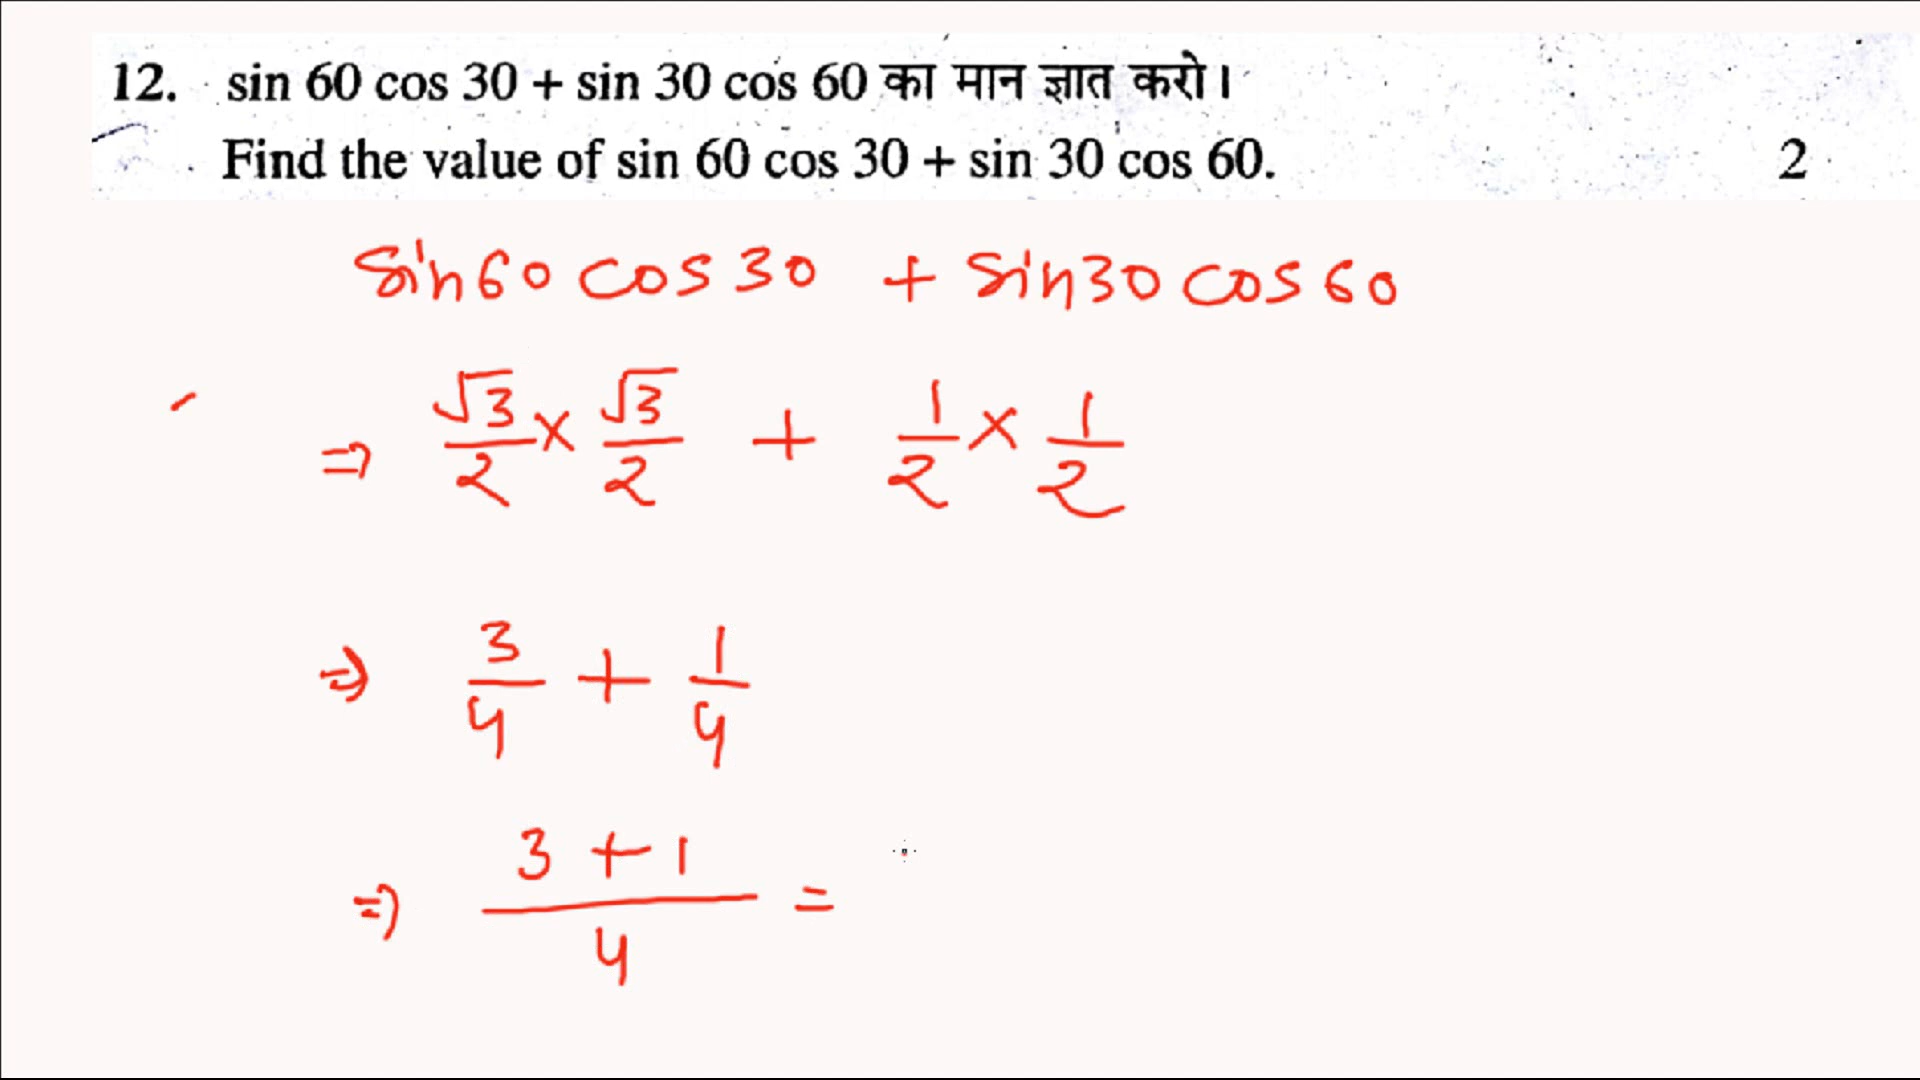 12. sin 60 cos 30 + sin 30 cos 60 का मान ज्ञात करो।
Find the value of sin 60 cos 30 + sin 30 cos 60. 2
sin60 cos30 + sin30 cos60
⇒ √3/2 × √3/2 + 1/2 × 1/2
⇒ 3/4 + 1/4
⇒ 3+1/4 =